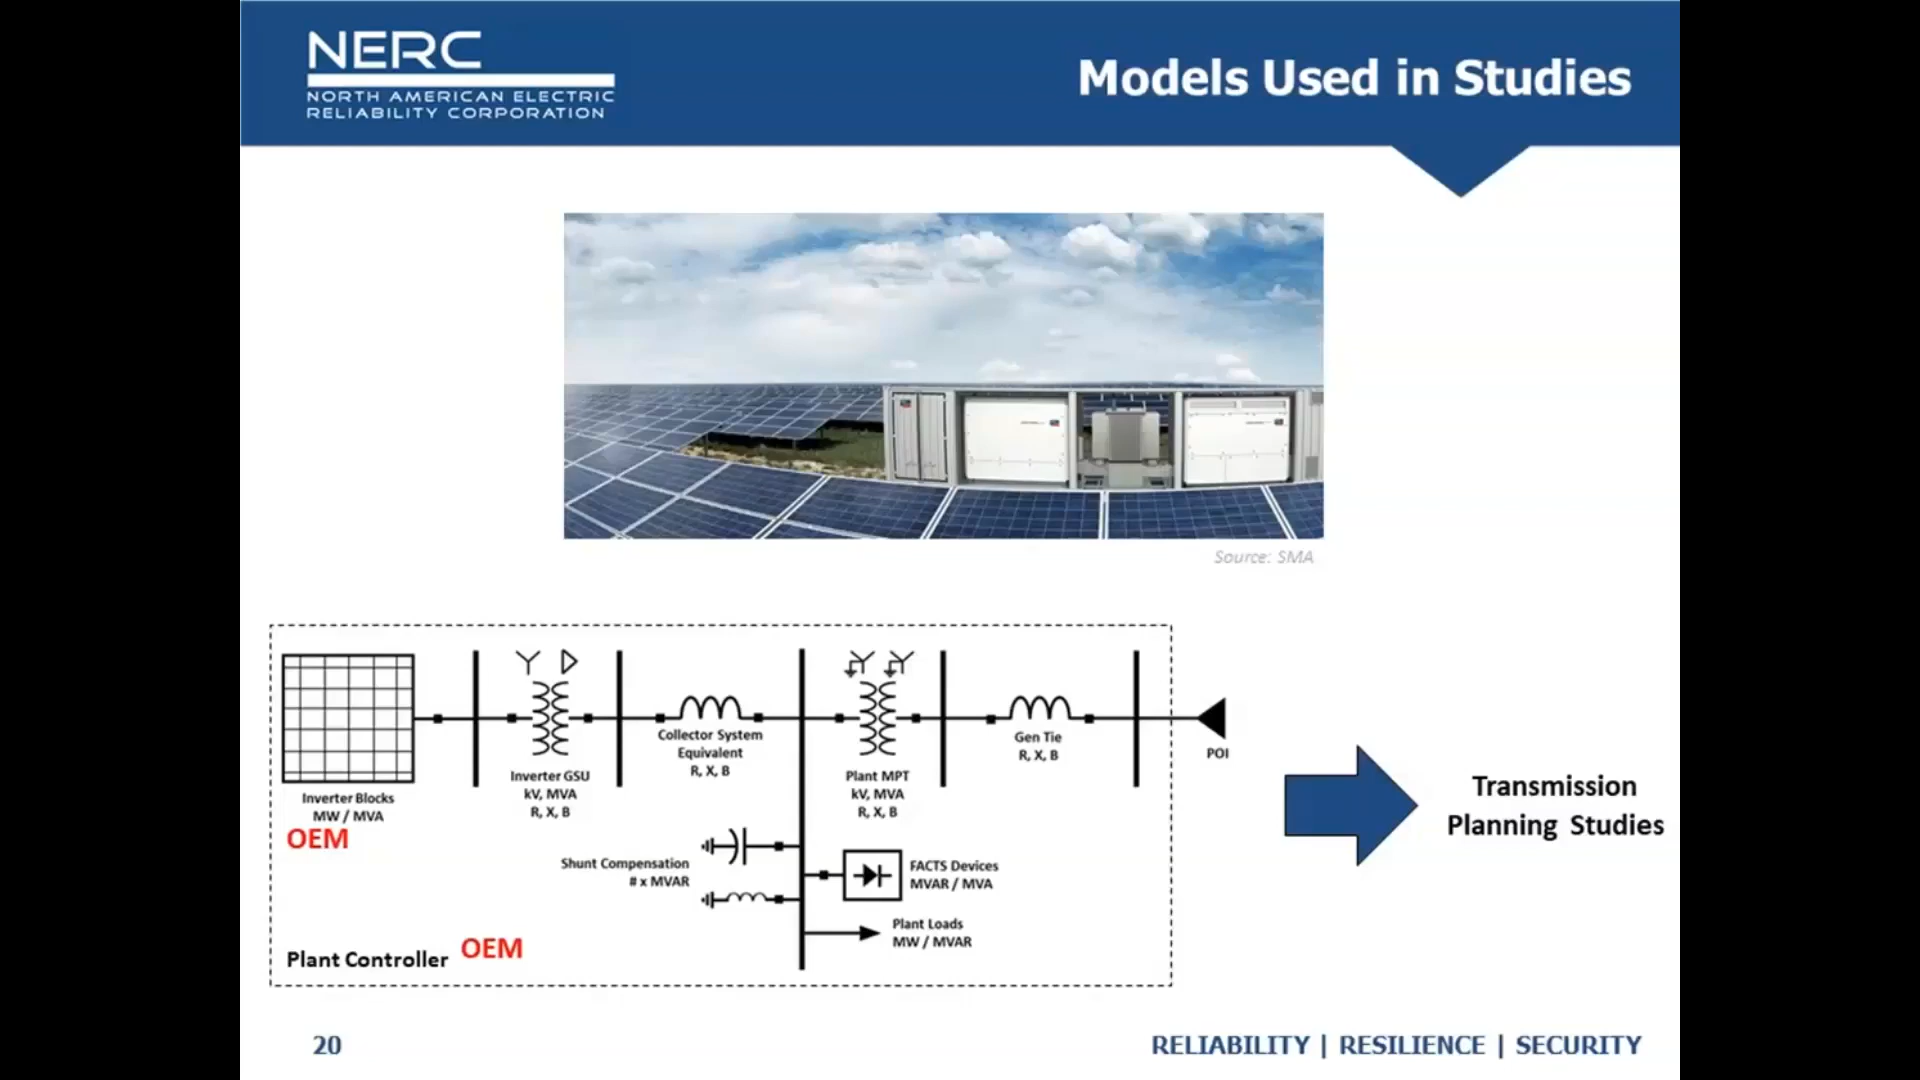 NERC
NORTH AMERICAN ELECTRIC
RELIABILITY CORPORATION
Models Used in Studies
Source: SMA
Inverter Blocks
MW / MVA
OEM
Inverter GSU
kV, MVA
R, X, B
Collector System
Equivalent
R, X, B
Plant MPT
kV, MVA
R, X, B
Gen Tie
R, X, B
POI
Shunt Compensation
# x MVAR
FACTS Devices
MVAR / MVA
Plant Loads
MW / MVAR
Plant Controller OEM
Transmission
Planning Studies
20
RELIABILITY | RESILIENCE | SECURITY